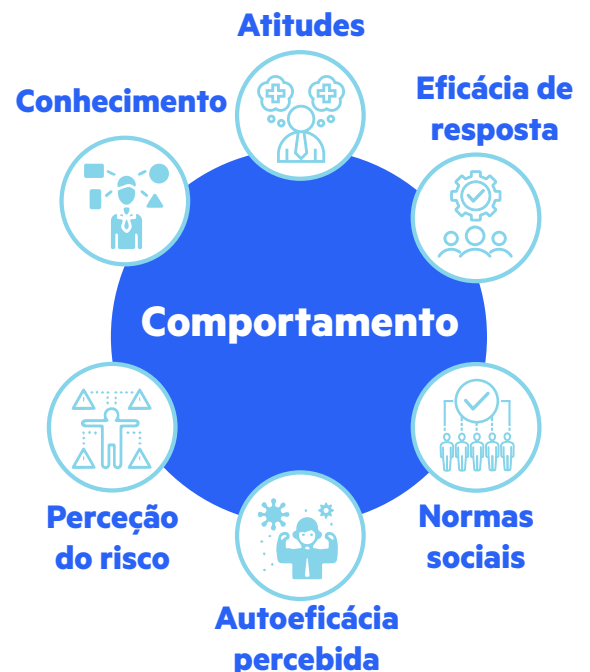 Atitudes
Conhecimento
Eficácia de
resposta
Comportamento
Perceção
do risco
Normas
sociais
Autoeficácia
percebida